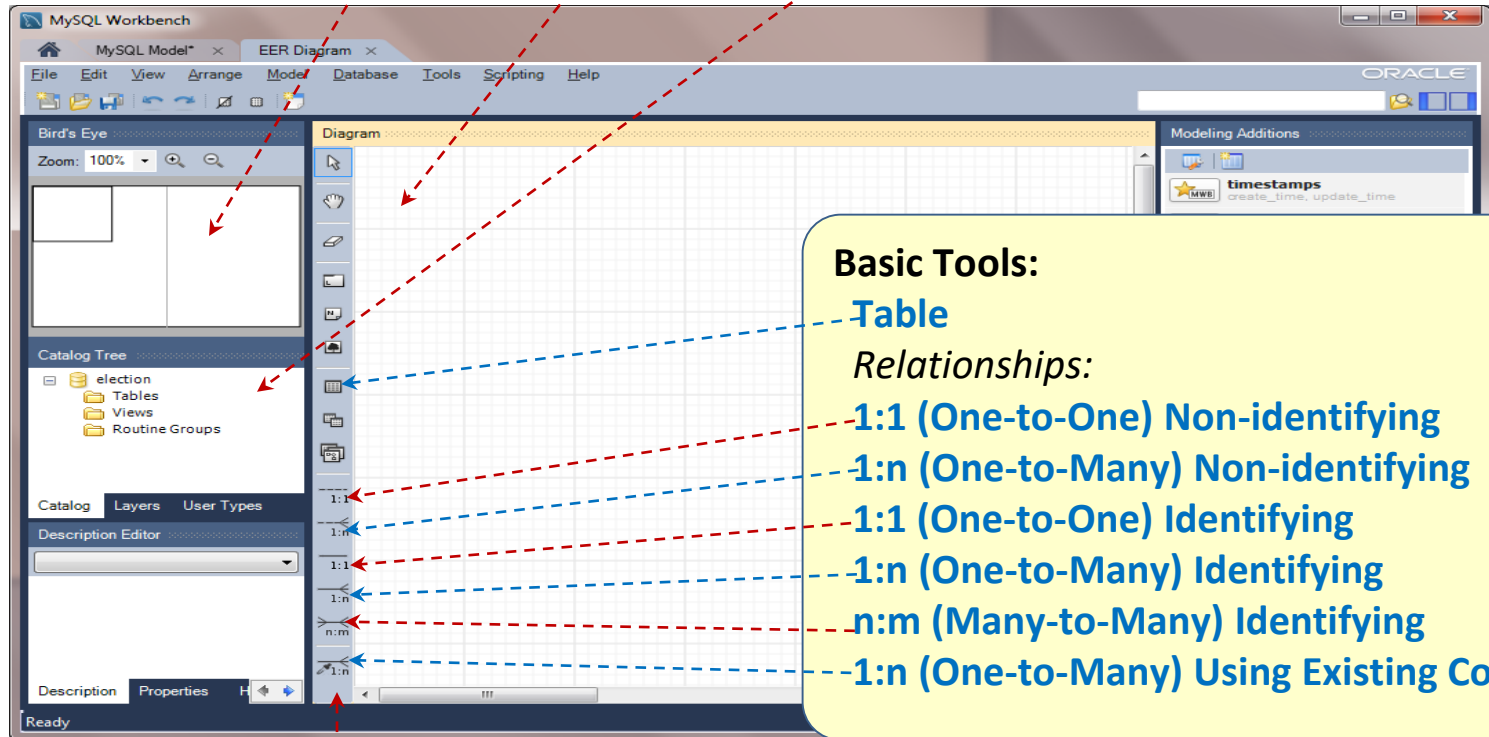 MySQL Workbench
MySQL Model* × EER Diagram ×
File Edit View Arrange Model Database Tools Scripting Help
ORACLE
Bird's Eye
Zoom: 100%
Diagram
Modeling Additions
MWB timestamps
create_time, update_time
Catalog Tree
election
Tables
Views
Routine Groups
Catalog Layers User Types
Description Editor
Description Properties H
1:1
1:n
1:1
1:n
n:m
1:n
Ready
Basic Tools:
Table
Relationships:
1:1 (One-to-One) Non-identifying
1:n (One-to-Many) Non-identifying
1:1 (One-to-One) Identifying
1:n (One-to-Many) Identifying
n:m (Many-to-Many) Identifying
1:n (One-to-Many) Using Existing Co